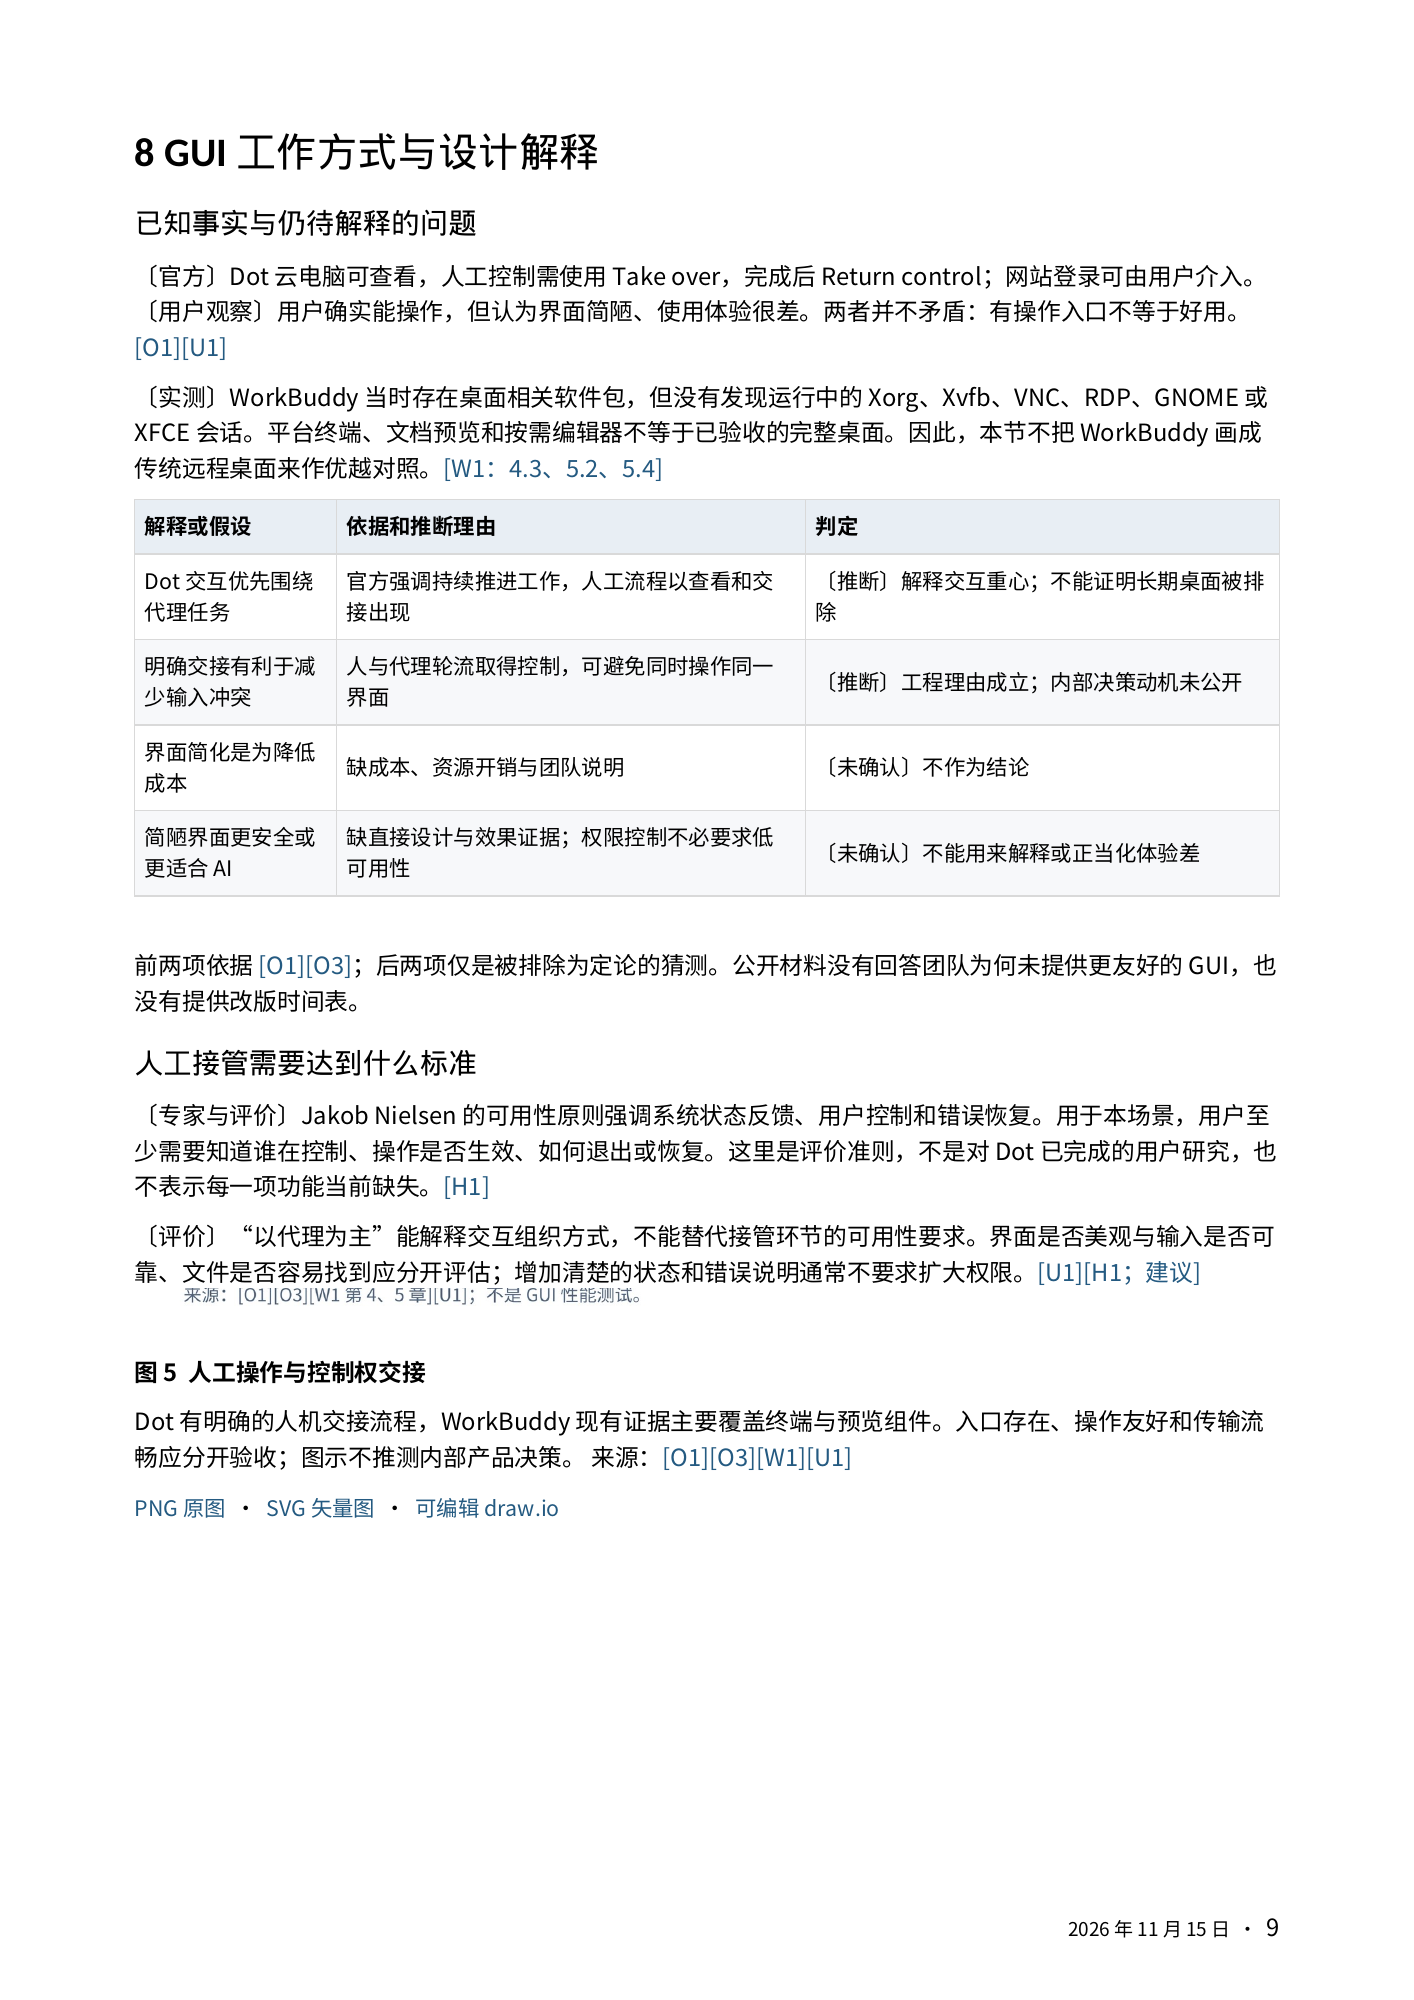 8 GUI 工作方式与设计解释
已知事实与仍待解释的问题
〔官方〕Dot 云电脑可查看，人工控制需使用 Take over，完成后 Return control；网站登录可由用户介入。
〔用户观察〕用户确实能操作，但认为界面简陋、使用体验很差。两者并不矛盾：有操作入口不等于好用。
[O1][U1]
〔实测〕WorkBuddy 当时存在桌面相关软件包，但没有发现运行中的 Xorg、Xvfb、VNC、RDP、GNOME 或
XFCE 会话。平台终端、文档预览和按需编辑器不等于已验收的完整桌面。因此，本节不把 WorkBuddy 画成
传统远程桌面来作优越对照。[W1：4.3、5.2、5.4]
解释或假设 依据和推断理由 判定
Dot 交互优先围绕
代理任务
官方强调持续推进工作，人工流程以查看和交
接出现
〔推断〕解释交互重心；不能证明长期桌面被排
除
明确交接有利于减
少输入冲突
人与代理轮流取得控制，可避免同时操作同一
界面
〔推断〕工程理由成立；内部决策动机未公开
界面简化是为降低
成本
缺成本、资源开销与团队说明
〔未确认〕不作为结论
简陋界面更安全或
更适合 AI
缺直接设计与效果证据；权限控制不必要求低
可用性
〔未确认〕不能用来解释或正当化体验差
前两项依据 [O1][O3]；后两项仅是被排除为定论的猜测。公开材料没有回答团队为何未提供更友好的 GUI，也
没有提供改版时间表。
人工接管需要达到什么标准
〔专家与评价〕Jakob Nielsen 的可用性原则强调系统状态反馈、用户控制和错误恢复。用于本场景，用户至
少需要知道谁在控制、操作是否生效、如何退出或恢复。这里是评价准则，不是对 Dot 已完成的用户研究，也
不表示每一项功能当前缺失。[H1]
〔评价〕“以代理为主”能解释交互组织方式，不能替代接管环节的可用性要求。界面是否美观与输入是否可
靠、文件是否容易找到应分开评估；增加清楚的状态和错误说明通常不要求扩大权限。[U1][H1；建议]
来源：[O1][O3][W1 第 4、5 章][U1]；不是 GUI 性能测试。
图 5 人工操作与控制权交接
Dot 有明确的人机交接流程，WorkBuddy 现有证据主要覆盖终端与预览组件。入口存在、操作友好和传输流
畅应分开验收；图示不推测内部产品决策。 来源：[O1][O3][W1][U1]
PNG 原图 · SVG 矢量图 · 可编辑 draw.io
2026 年 11 月 15 日 · 9